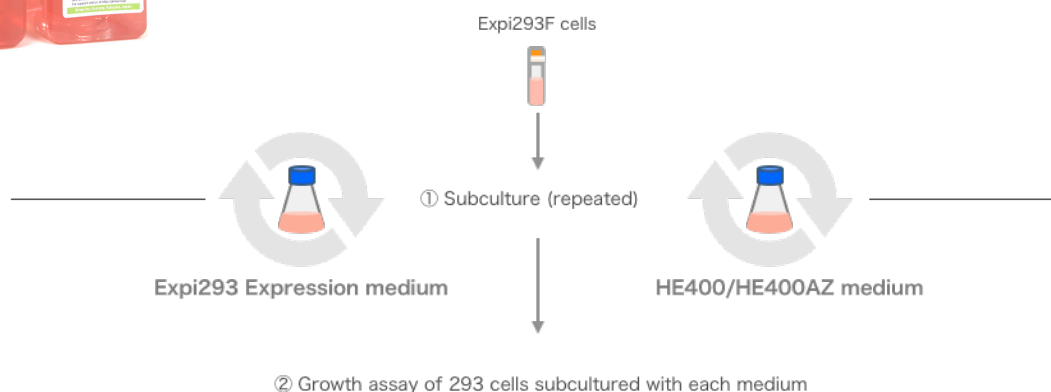 Expi293F cells
① Subculture (repeated)
Expi293 Expression medium
HE400/HE400AZ medium
② Growth assay of 293 cells subcultured with each medium